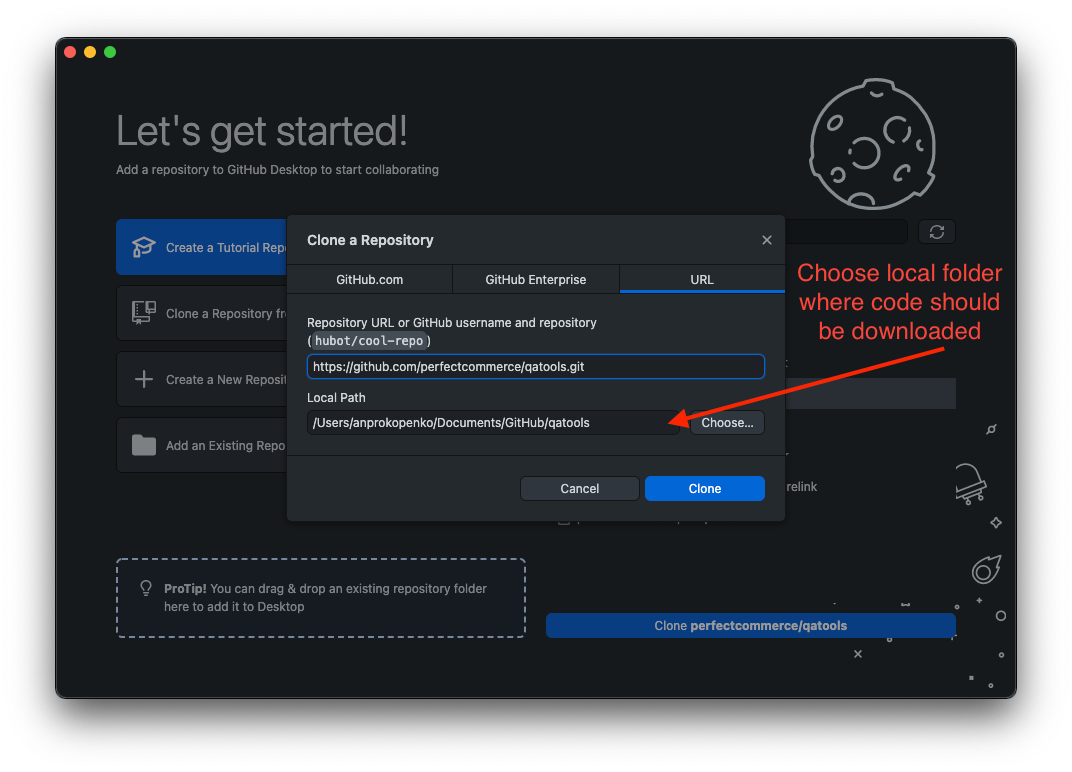 Let's get started!
Add a repository to GitHub Desktop to start collaborating
Create a Tutorial Repo
Clone a Repository
GitHub.com
GitHub Enterprise
URL
Choose local folder
where code should
be downloaded
Clone a Repository fr
Repository URL or GitHub username and repository
(hubot/cool-repo)
https://github.com/perfectcommerce/qatools.git
Create a New Reposit
Local Path
/Users/anprokopenko/Documents/GitHub/qatools
Choose...
Add an Existing Repo
Cancel
Clone
relink
ProTip! You can drag & drop an existing repository folder
here to add it to Desktop
Clone perfectcommerce/qatools